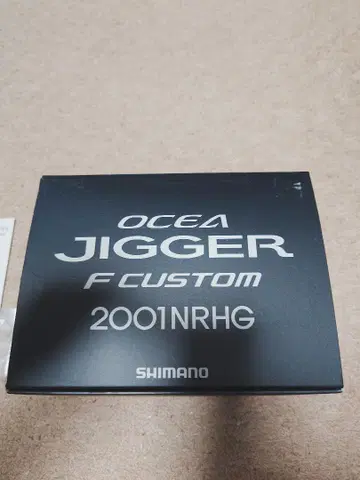 OCEA
JIGGER
F CUSTOM
2001NRHG
SHIMANO